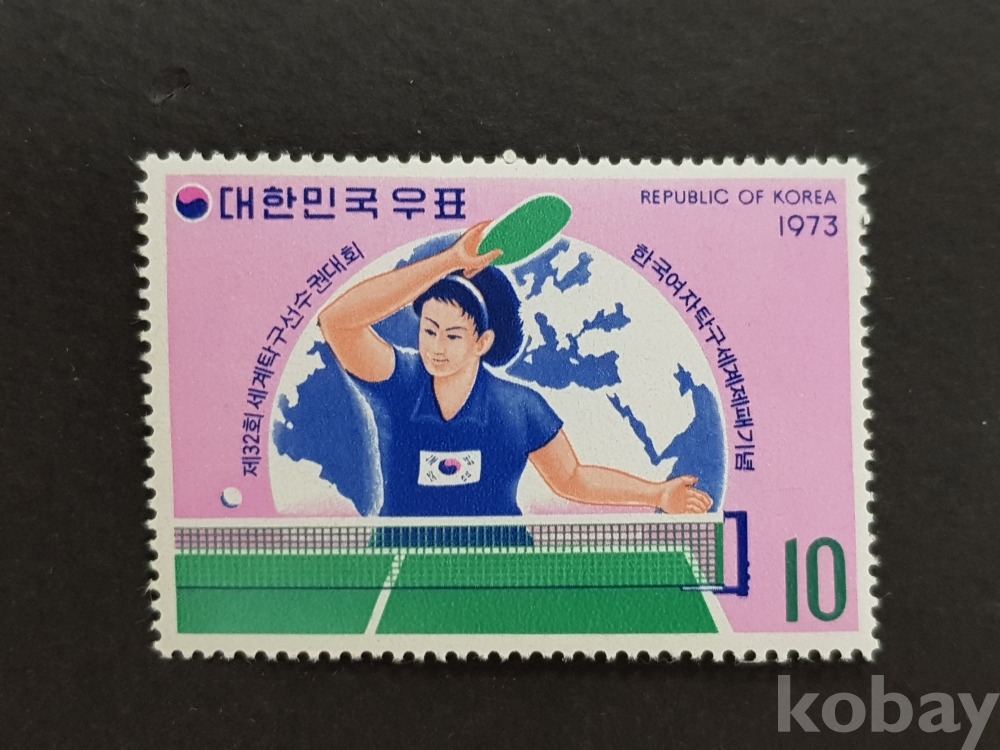 대한민국 우표
REPUBLIC OF KOREA
1973
제32회 세계탁구선수권대회
한국여자탁구세계제패기념
10
kobay